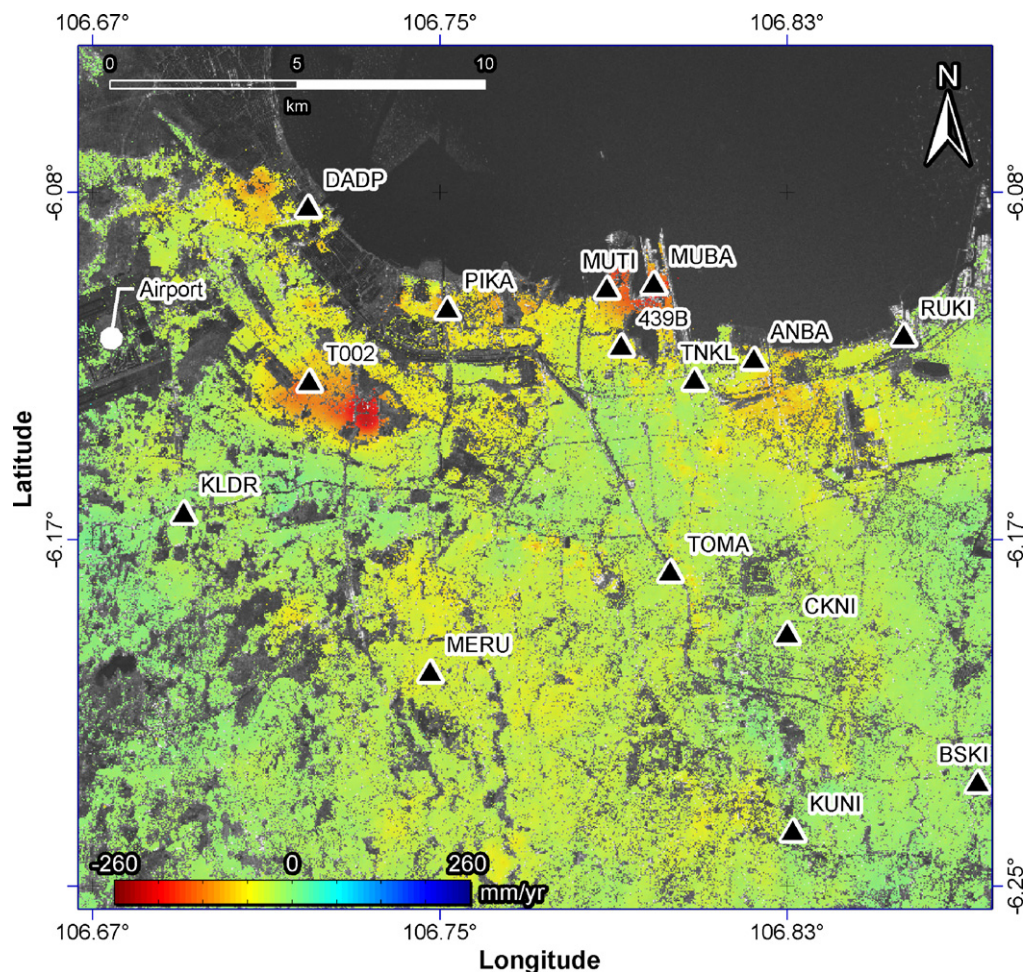 106.67° 106.75° 106.83°
0 5 10
km
N
-6.08° -6.08°
DADP
MUTI MUBA
PIKA
Airport
439B
RUKI
ANBA
T002
TNKL
Latitude
KLDR
-6.17° -6.17°
TOMA
CKNI
MERU
BSKI
KUNI
-260 0 260
mm/yr
-6.25°
106.67° 106.75° 106.83°
Longitude